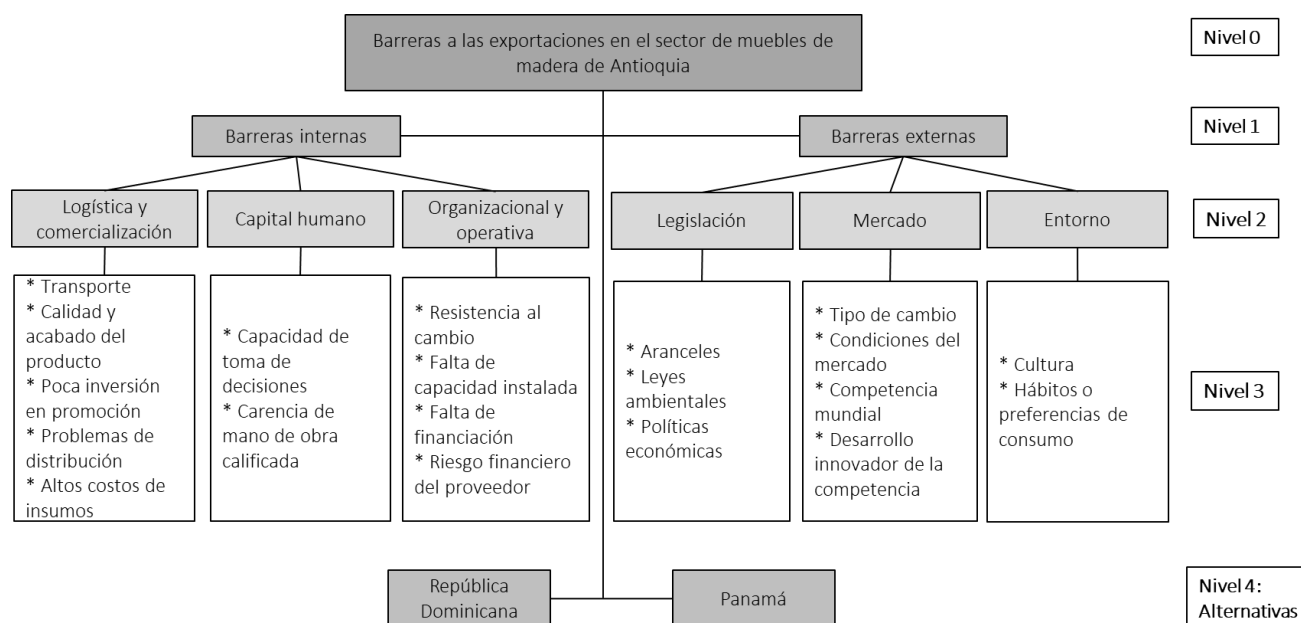 Barreras a las exportaciones en el sector de muebles de
madera de Antioquia
Nivel 0
Barreras internas
Barreras externas
Nivel 1
Logística y
comercialización
Capital humano
Organizacional y
operativa
Legislación
Mercado
Entorno
Nivel 2
* Transporte
* Calidad y
acabado del
producto
* Poca inversión
en promoción
* Problemas de
distribución
* Altos costos de
insumos
* Capacidad de
toma de
decisiones
* Carencia de
mano de obra
calificada
* Resistencia al
cambio
* Falta de
capacidad instalada
* Falta de
financiación
* Riesgo financiero
del proveedor
* Aranceles
* Leyes
ambientales
* Políticas
económicas
* Tipo de cambio
* Condiciones del
mercado
* Competencia
mundial
* Desarrollo
innovador de la
competencia
* Cultura
* Hábitos o
preferencias de
consumo
Nivel 3
República
Dominicana
Panamá
Nivel 4:
Alternativas